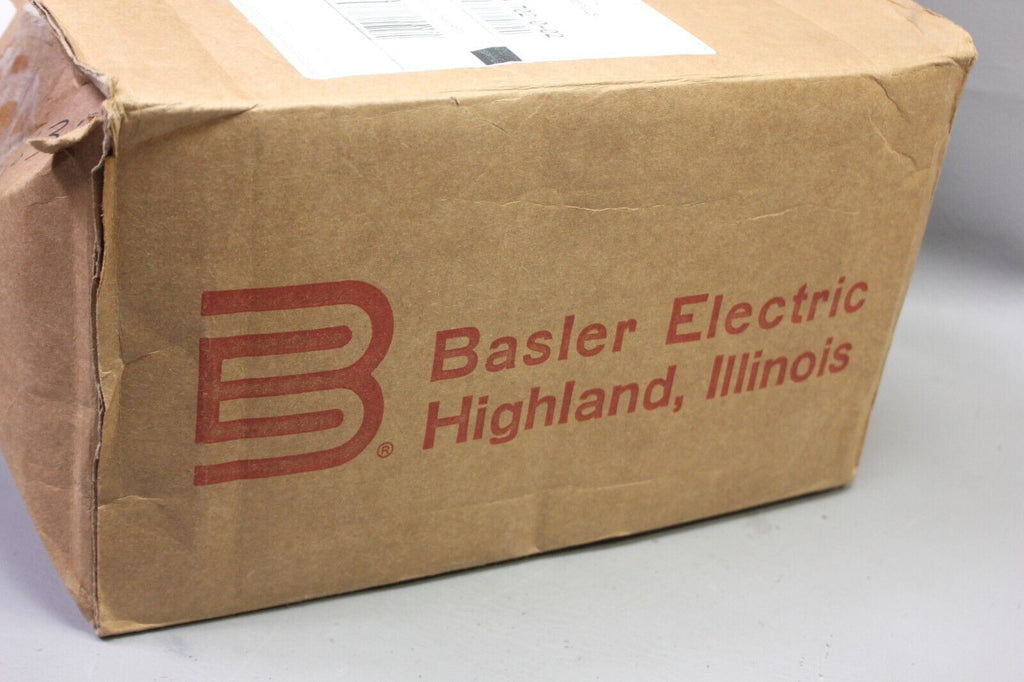 Basler Electric
Highland, Illinois
®